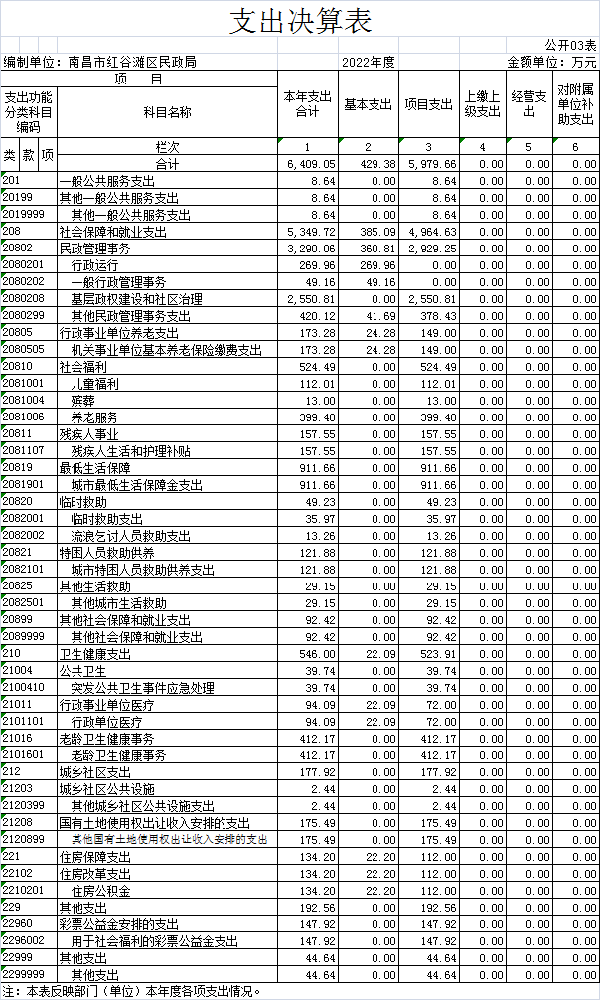 支出决算表
公开03表
编制单位：南昌市红谷滩区民政局 2022年度 金额单位：万元
项 目 本年支出合计 基本支出 项目支出 上缴上级支出 经营支出 对附属单位补助支出
支出功能分类科目编码 科目名称
类 款 项 栏次 1 2 3 4 5 6
合计 6,409.05 429.38 5,979.66 0.00 0.00 0.00
201 一般公共服务支出 8.64 0.00 8.64 0.00 0.00 0.00
20199 其他一般公共服务支出 8.64 0.00 8.64 0.00 0.00 0.00
2019999 其他一般公共服务支出 8.64 0.00 8.64 0.00 0.00 0.00
208 社会保障和就业支出 5,349.72 385.09 4,964.63 0.00 0.00 0.00
20802 民政管理事务 3,290.06 360.81 2,929.25 0.00 0.00 0.00
2080201 行政运行 269.96 269.96 0.00 0.00 0.00 0.00
2080202 一般行政管理事务 49.16 49.16 0.00 0.00 0.00 0.00
2080208 基层政权建设和社区治理 2,550.81 0.00 2,550.81 0.00 0.00 0.00
2080299 其他民政管理事务支出 420.12 41.69 378.43 0.00 0.00 0.00
20805 行政事业单位养老支出 173.28 24.28 149.00 0.00 0.00 0.00
2080505 机关事业单位基本养老保险缴费支出 173.28 24.28 149.00 0.00 0.00 0.00
20810 社会福利 524.49 0.00 524.49 0.00 0.00 0.00
2081001 儿童福利 112.01 0.00 112.01 0.00 0.00 0.00
2081004 殡葬 13.00 0.00 13.00 0.00 0.00 0.00
2081006 养老服务 399.48 0.00 399.48 0.00 0.00 0.00
20811 残疾人事业 157.55 0.00 157.55 0.00 0.00 0.00
2081107 残疾人生活和护理补贴 157.55 0.00 157.55 0.00 0.00 0.00
20819 最低生活保障 911.66 0.00 911.66 0.00 0.00 0.00
2081901 城市最低生活保障金支出 911.66 0.00 911.66 0.00 0.00 0.00
20820 临时救助 49.23 0.00 49.23 0.00 0.00 0.00
2082001 临时救助支出 35.97 0.00 35.97 0.00 0.00 0.00
2082002 流浪乞讨人员救助支出 13.26 0.00 13.26 0.00 0.00 0.00
20821 特困人员救助供养 121.88 0.00 121.88 0.00 0.00 0.00
2082101 城市特困人员救助供养支出 121.88 0.00 121.88 0.00 0.00 0.00
20825 其他生活救助 29.15 0.00 29.15 0.00 0.00 0.00
2082501 其他城市生活救助 29.15 0.00 29.15 0.00 0.00 0.00
20899 其他社会保障和就业支出 92.42 0.00 92.42 0.00 0.00 0.00
2089999 其他社会保障和就业支出 92.42 0.00 92.42 0.00 0.00 0.00
210 卫生健康支出 546.00 22.09 523.91 0.00 0.00 0.00
21004 公共卫生 39.74 0.00 39.74 0.00 0.00 0.00
2100410 突发公共卫生事件应急处理 39.74 0.00 39.74 0.00 0.00 0.00
21011 行政事业单位医疗 94.09 22.09 72.00 0.00 0.00 0.00
2101101 行政单位医疗 94.09 22.09 72.00 0.00 0.00 0.00
21016 老龄卫生健康事务 412.17 0.00 412.17 0.00 0.00 0.00
2101601 老龄卫生健康事务 412.17 0.00 412.17 0.00 0.00 0.00
212 城乡社区支出 177.92 0.00 177.92 0.00 0.00 0.00
21203 城乡社区公共设施 2.44 0.00 2.44 0.00 0.00 0.00
2120399 其他城乡社区公共设施支出 2.44 0.00 2.44 0.00 0.00 0.00
21208 国有土地使用权出让收入安排的支出 175.49 0.00 175.49 0.00 0.00 0.00
2120899 其他国有土地使用权出让收入安排的支出 175.49 0.00 175.49 0.00 0.00 0.00
221 住房保障支出 134.20 22.20 112.00 0.00 0.00 0.00
22102 住房改革支出 134.20 22.20 112.00 0.00 0.00 0.00
2210201 住房公积金 134.20 22.20 112.00 0.00 0.00 0.00
229 其他支出 192.56 0.00 192.56 0.00 0.00 0.00
22960 彩票公益金安排的支出 147.92 0.00 147.92 0.00 0.00 0.00
2296002 用于社会福利的彩票公益金支出 147.92 0.00 147.92 0.00 0.00 0.00
22999 其他支出 44.64 0.00 44.64 0.00 0.00 0.00
2299999 其他支出 44.64 0.00 44.64 0.00 0.00 0.00
注：本表反映部门（单位）本年度各项支出情况。